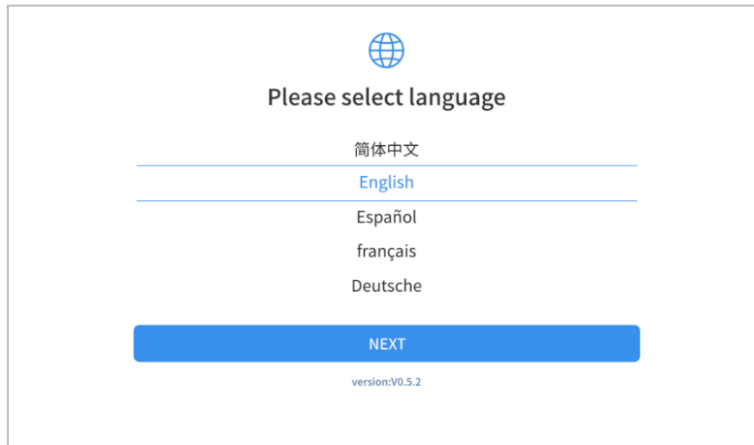 Please select language
简体中文
English
Español
français
Deutsche
NEXT
version:V0.5.2